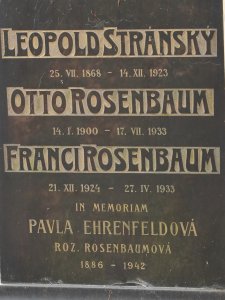 LEOPOLD STRÁNSKÝ
25. VII. 1868 - 14. XII. 1923
OTTO ROSENBAUM
14. I. 1900 - 17. VII. 1933
FRANCI ROSENBAUM
21. XII. 1924 - 27. IV. 1933
IN MEMORIAM
PAVLA EHRENFELDOVÁ
ROZ. ROSENBAUMOVÁ
1886 - 1942